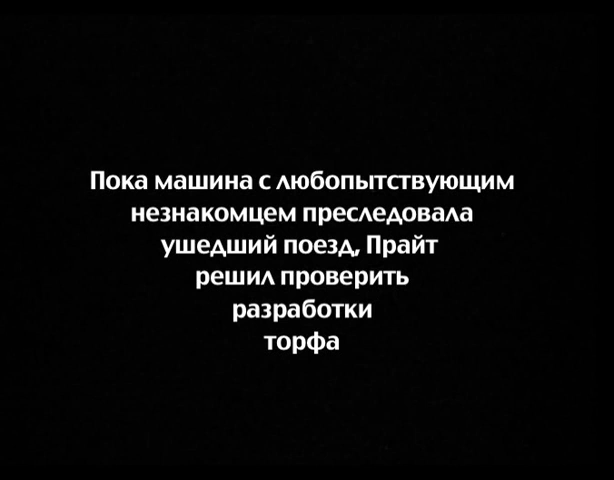 Пока машина с любопытствующим
незнакомцем преследовала
ушедший поезд, Прайт
решил проверить
разработки
торфа